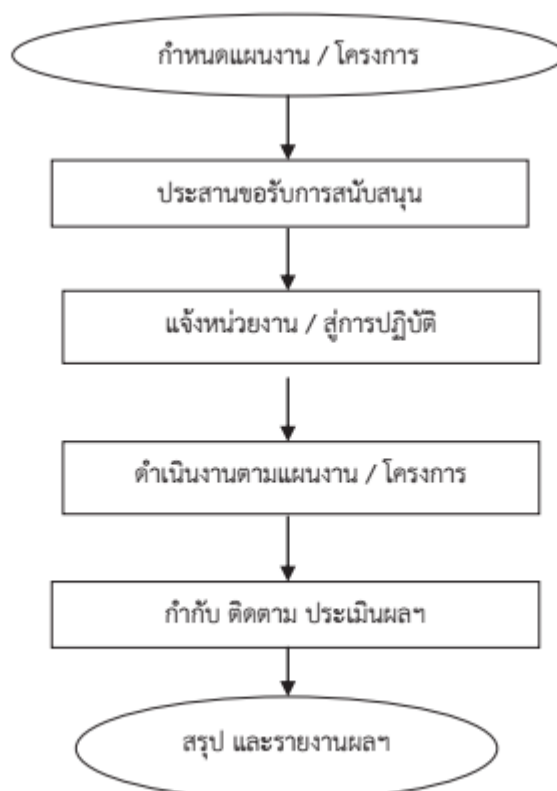 กำหนดแผนงาน / โครงการ
ประสานขอรับการสนับสนุน
แจ้งหน่วยงาน / สู่การปฏิบัติ
ดำเนินงานตามแผนงาน / โครงการ
กำกับ ติดตาม ประเมินผลฯ
สรุป และรายงานผลฯ